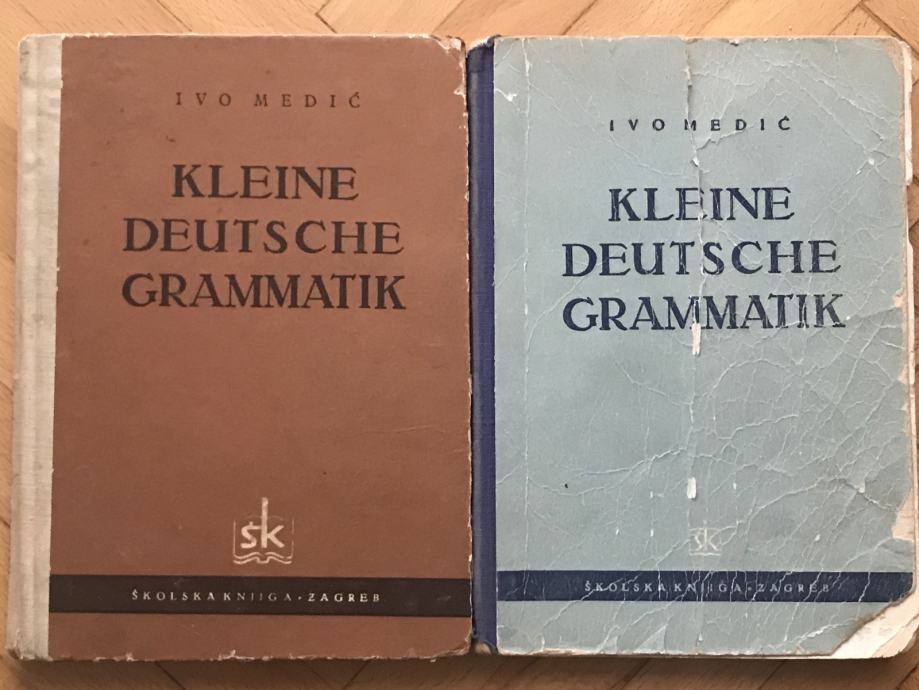 IVO MEDIĆ
KLEINE
DEUTSCHE
GRAMMATIK
šk
ŠKOLSKA KNJIGA - ZAGREB
IVO MEDIĆ
KLEINE
DEUTSCHE
GRAMMATIK
šk
ŠKOLSKA KNJIGA - ZAGREB